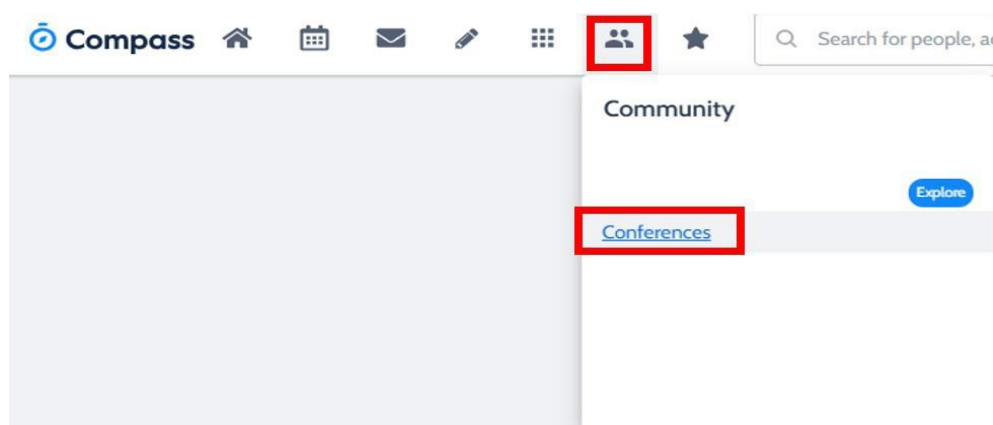 Compass
Search for people, a
Community
Explore
Conferences